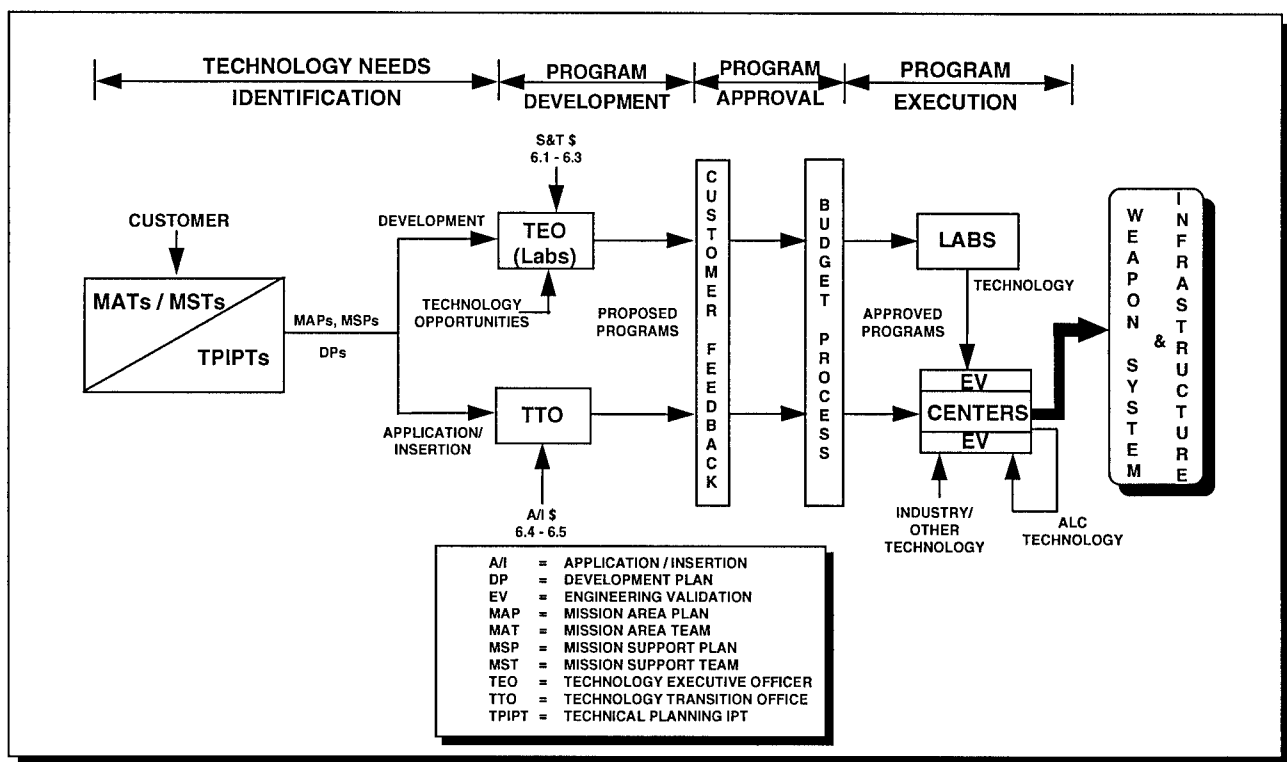 TECHNOLOGY NEEDS
IDENTIFICATION
PROGRAM
DEVELOPMENT
PROGRAM
APPROVAL
PROGRAM
EXECUTION
CUSTOMER
MATs / MSTs
TPIPTs
MAPs, MSPs
DPs
DEVELOPMENT
APPLICATION/
INSERTION
S&T $
6.1 - 6.3
TEO
(Labs)
TECHNOLOGY
OPPORTUNITIES
TTO
A/I $
6.4 - 6.5
PROPOSED
PROGRAMS
CUSTOMER FEEDBACK
BUDGET PROCESS
APPROVED
PROGRAMS
LABS
TECHNOLOGY
EV
CENTERS
EV
INDUSTRY/
OTHER
TECHNOLOGY
ALC
TECHNOLOGY
WEAPON SYSTEM
&
INFRASTRUCTURE
A/I = APPLICATION / INSERTION
DP = DEVELOPMENT PLAN
EV = ENGINEERING VALIDATION
MAP = MISSION AREA PLAN
MAT = MISSION AREA TEAM
MSP = MISSION SUPPORT PLAN
MST = MISSION SUPPORT TEAM
TEO = TECHNOLOGY EXECUTIVE OFFICER
TTO = TECHNOLOGY TRANSITION OFFICE
TPIPT = TECHNICAL PLANNING IPT